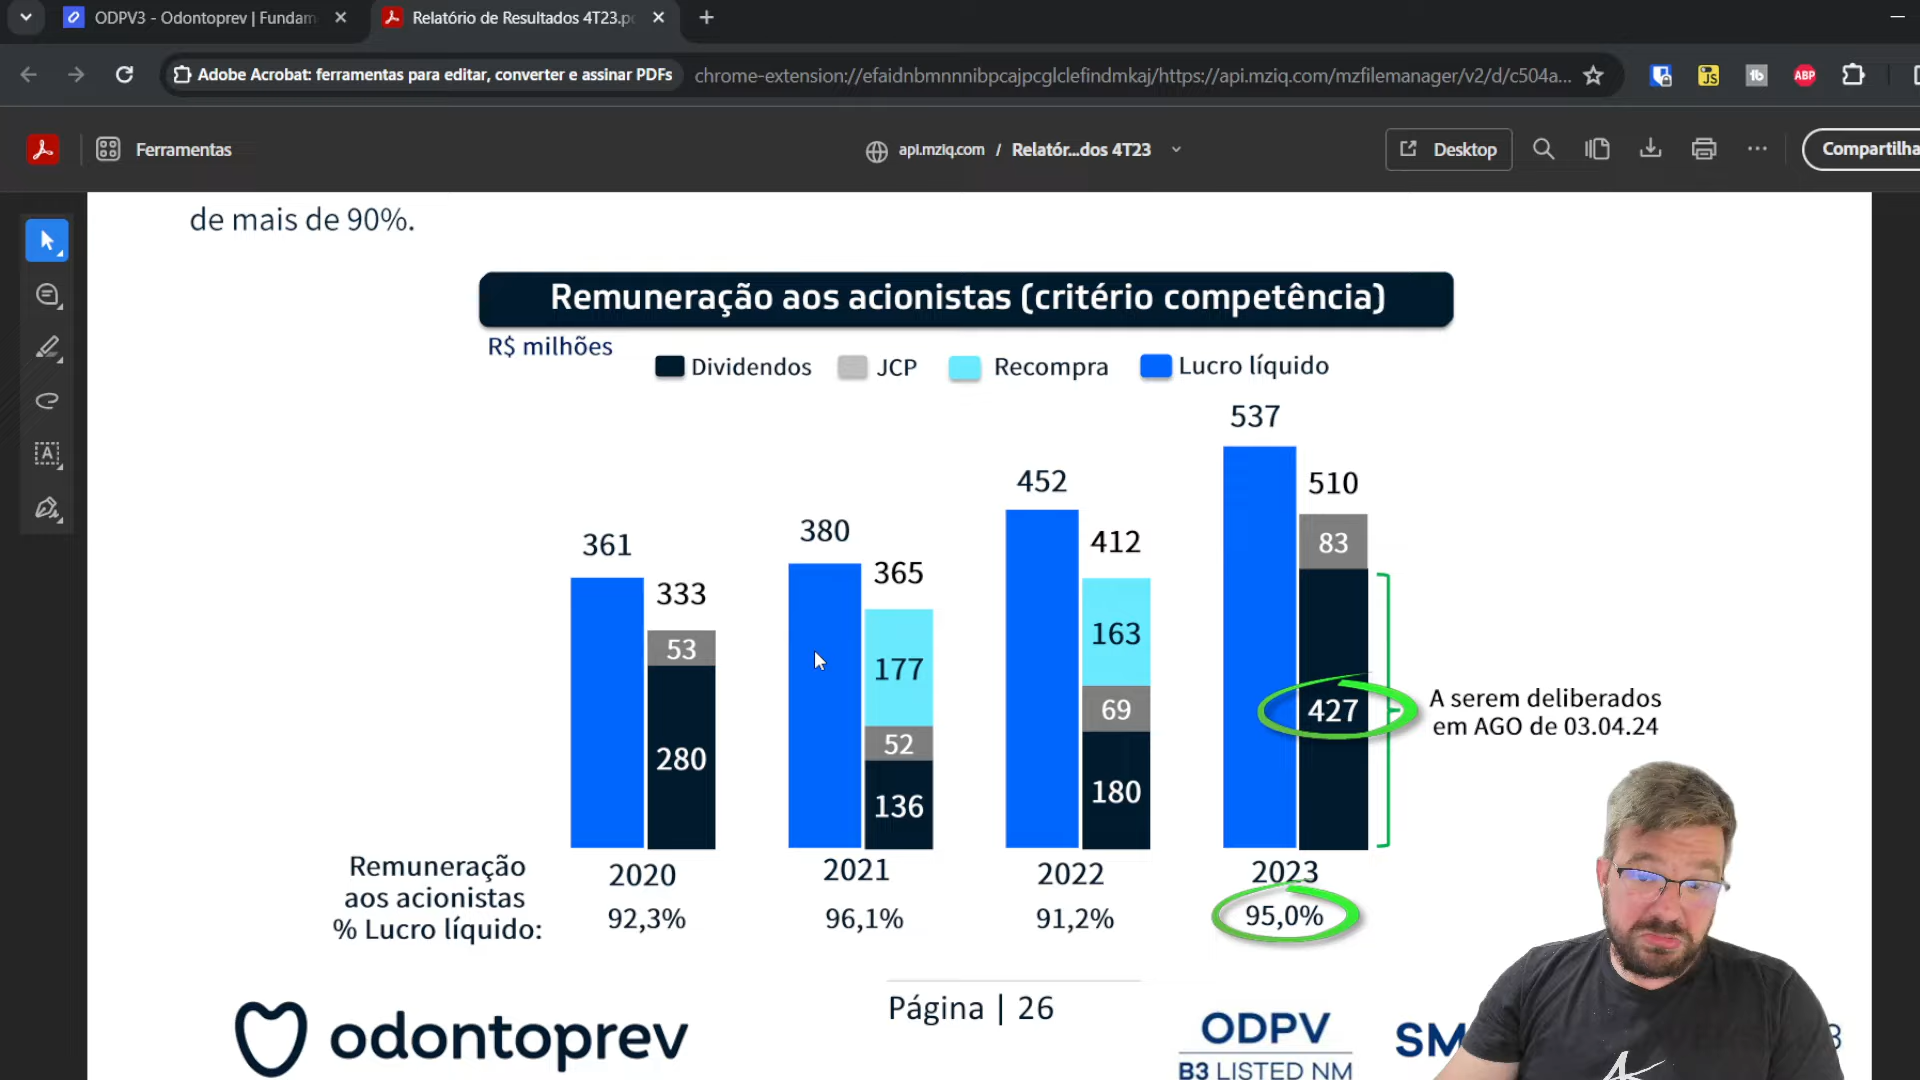 ODPV3 - Odontoprev | Fundam
Relatório de Resultados 4T23.p
Adobe Acrobat: ferramentas para editar, converter e assinar PDFs
chrome-extension://efaidnbmnnnibpcajpcglclefindmkaj/https://api.mziq.com/mzfilemanager/v2/d/c504a...
JS
tb
ABP
Ferramentas
api.mziq.com / Relatór...dos 4T23
Desktop
Compartilha
de mais de 90%.
Remuneração aos acionistas (critério competência)
R$ milhões
Dividendos JCP Recompra Lucro líquido
537
510
83
452
412
163
380
365
361
333
53
177
69
427
A serem deliberados
em AGO de 03.04.24
52
280
136
180
2020 2021 2022 2023
Remuneração
aos acionistas
% Lucro líquido:
92,3% 96,1% 91,2% 95,0%
Página | 26
odontoprev
ODPV
B3 LISTED NM
SM